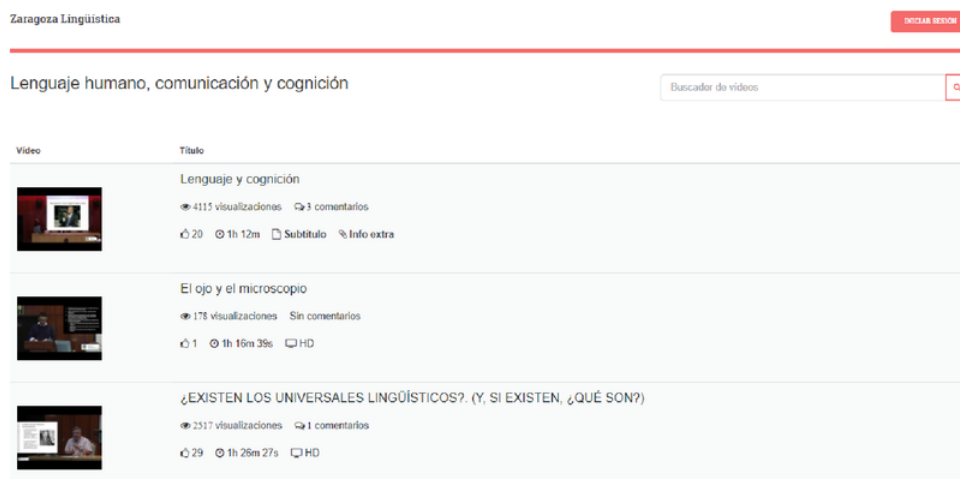 Zaragoza Lingüística
INICIAR SESIÓN
Lenguaje humano, comunicación y cognición
Buscador de vídeos
Vídeo Título
Lenguaje y cognición
4115 visualizaciones 3 comentarios
20 1h 12m Subtítulo Info extra
El ojo y el microscopio
178 visualizaciones Sin comentarios
1 1h 16m 39s HD
¿EXISTEN LOS UNIVERSALES LINGÜÍSTICOS?. (Y, SI EXISTEN, ¿QUÉ SON?)
2517 visualizaciones 1 comentarios
29 1h 26m 27s HD